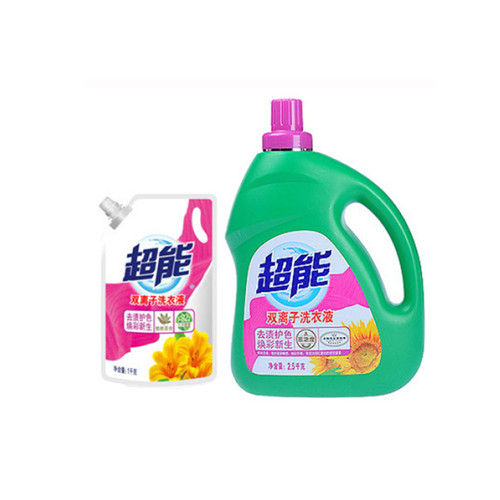 超能
双离子洗衣液
去渍护色
焕彩新生
净含量:1千克
超能
双离子洗衣液
去渍护色
焕彩新生
净含量:2.5千克